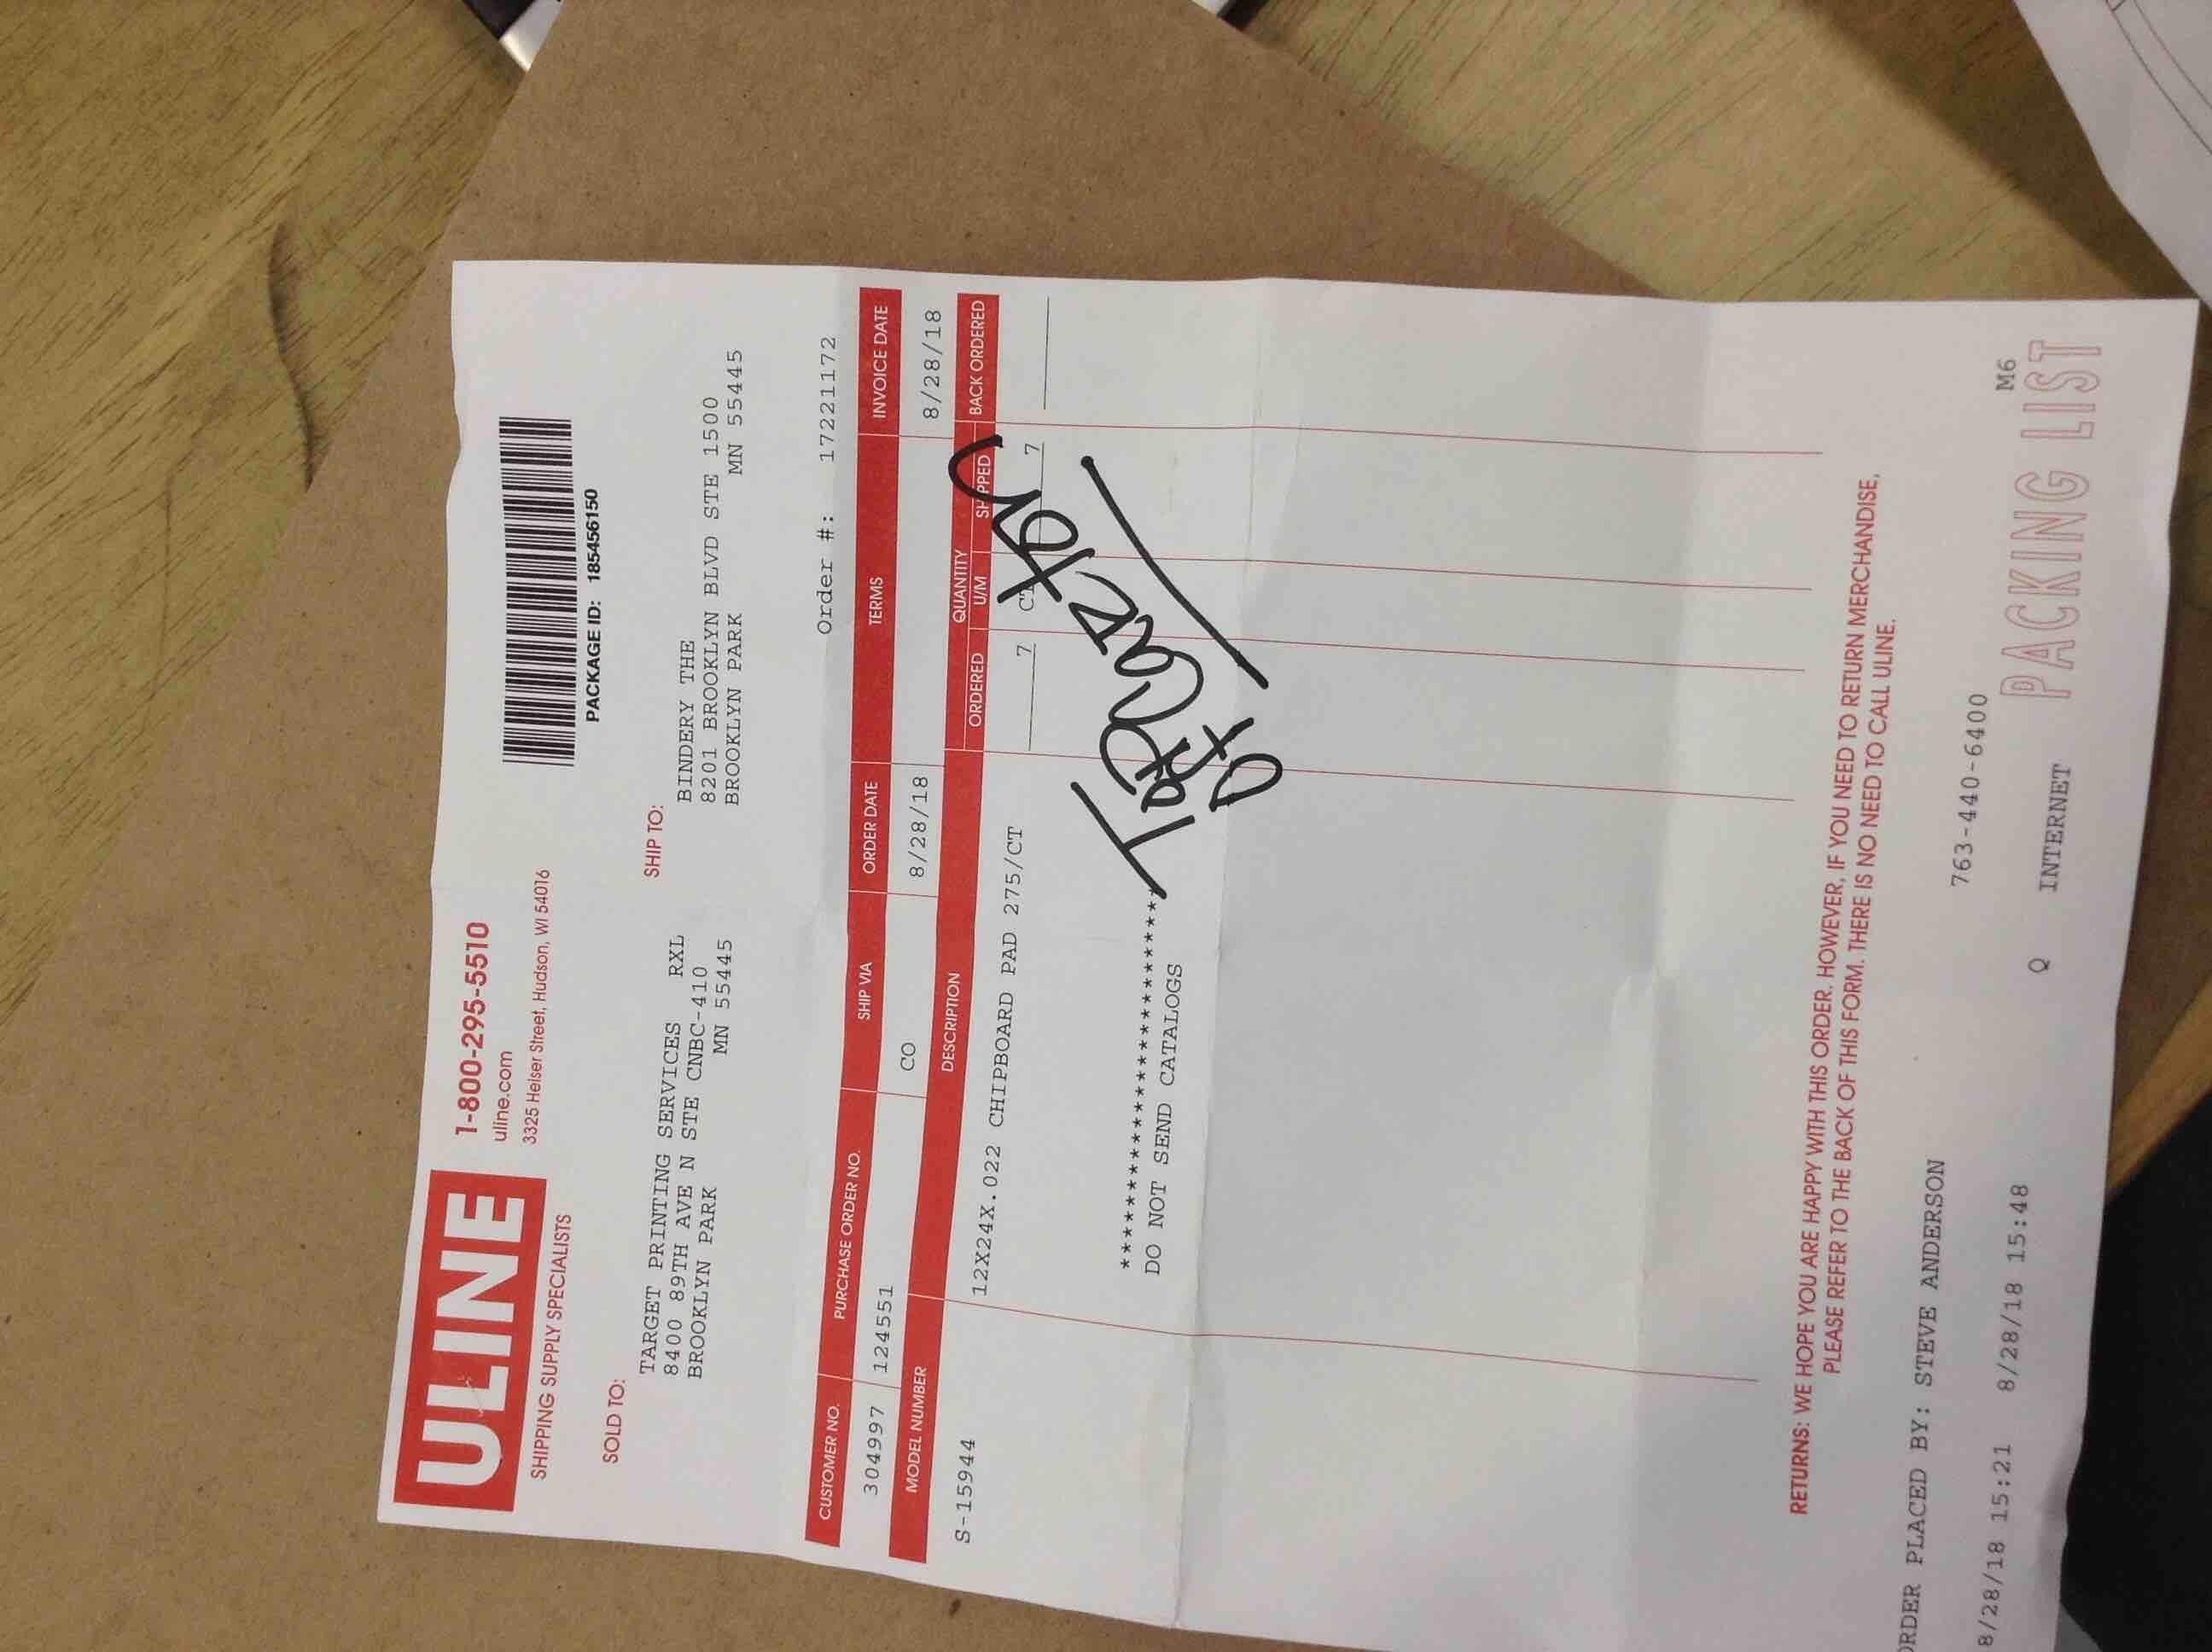 ULINE
SHIPPING SUPPLY SPECIALISTS
1-800-295-5510
uline.com
3325 Heiser Street, Hudson, WI 54016
PACKAGE ID: 185456150
SOLD TO:
TARGET PRINTING SERVICES RXL
8400 89TH AVE N STE CNBC-410
BROOKLYN PARK MN 55445
SHIP TO:
BINDERY THE
8201 BROOKLYN BLVD STE 1500
BROOKLYN PARK MN 55445
Order #: 17221172
CUSTOMER NO. PURCHASE ORDER NO. SHIP VIA ORDER DATE TERMS INVOICE DATE
304997 124551 CO 8/28/18 8/28/18
MODEL NUMBER DESCRIPTION QUANTITY
ORDERED U/M SHIPPED BACK ORDERED
S-15944 12X24X.022 CHIPBOARD PAD 275/CT 7 CT 7
Top Carton
of
******************************
DO NOT SEND CATALOGS
RETURNS: WE HOPE YOU ARE HAPPY WITH THIS ORDER. HOWEVER, IF YOU NEED TO RETURN MERCHANDISE,
PLEASE REFER TO THE BACK OF THIS FORM. THERE IS NO NEED TO CALL ULINE.
ORDER PLACED BY: STEVE ANDERSON 763-440-6400
8/28/18 15:21 8/28/18 15:48 Q INTERNET M6
PACKING LIST